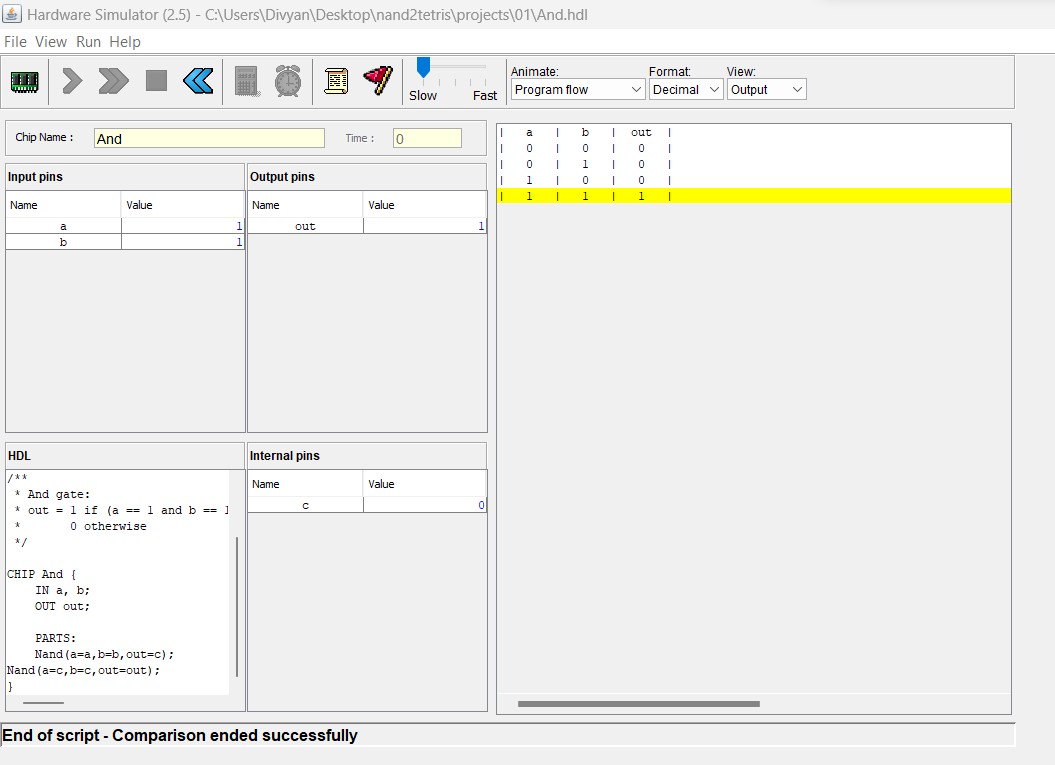 Hardware Simulator (2.5) - C:\Users\Divyan\Desktop\nand2tetris\projects\01\And.hdl
File View Run Help
Slow Fast
Animate: Format: View:
Program flow Decimal Output
Chip Name : And Time : 0
Input pins
Name Value
a 1
b 1
Output pins
Name Value
out 1
HDL
/**
 * And gate:
 * out = 1 if (a == 1 and b == 1
 *       0 otherwise
 */
CHIP And {
    IN a, b;
    OUT out;
    PARTS:
    Nand(a=a,b=b,out=c);
Nand(a=c,b=c,out=out);
}
Internal pins
Name Value
c 0
| a | b | out |
| 0 | 0 | 0 |
| 0 | 1 | 0 |
| 1 | 0 | 0 |
| 1 | 1 | 1 |
End of script - Comparison ended successfully